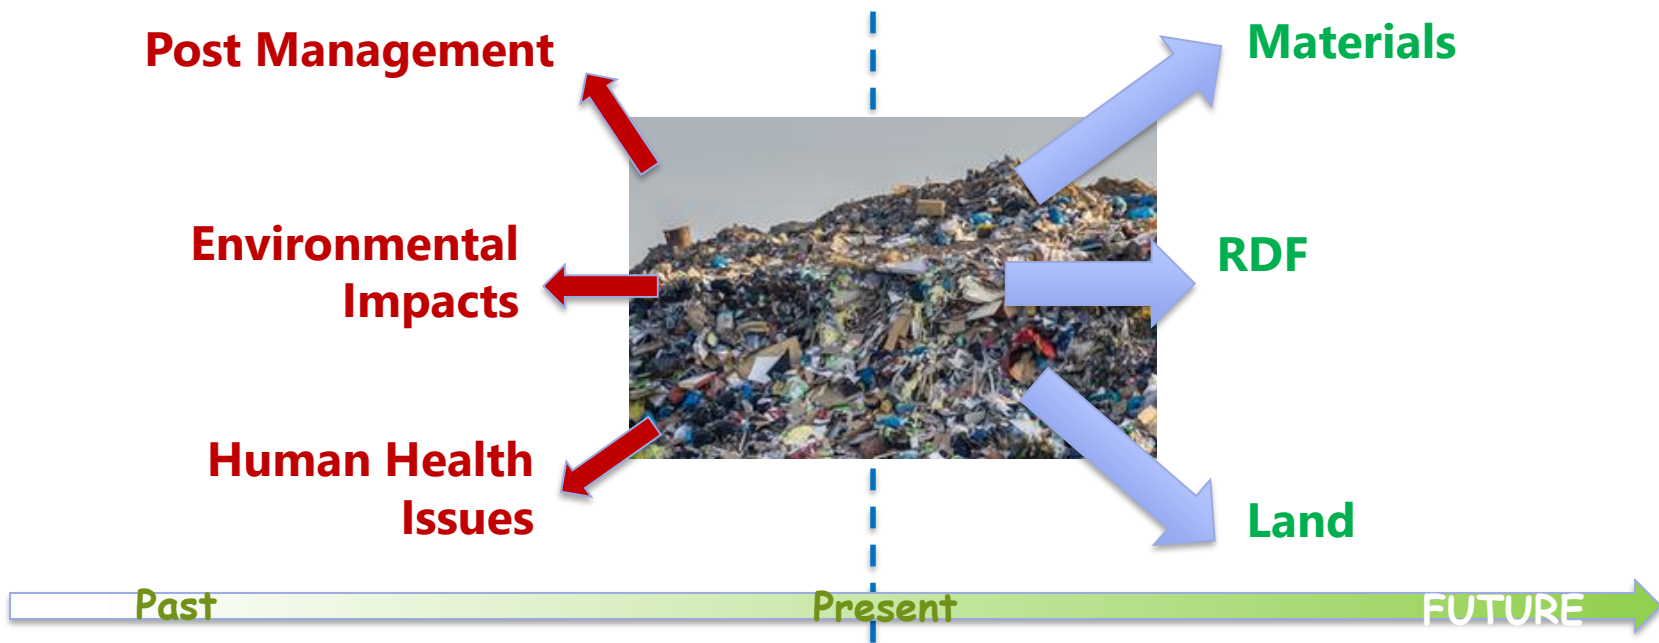 Post Management
Environmental
Impacts
Human Health
Issues
Materials
RDF
Land
Past
Present
FUTURE